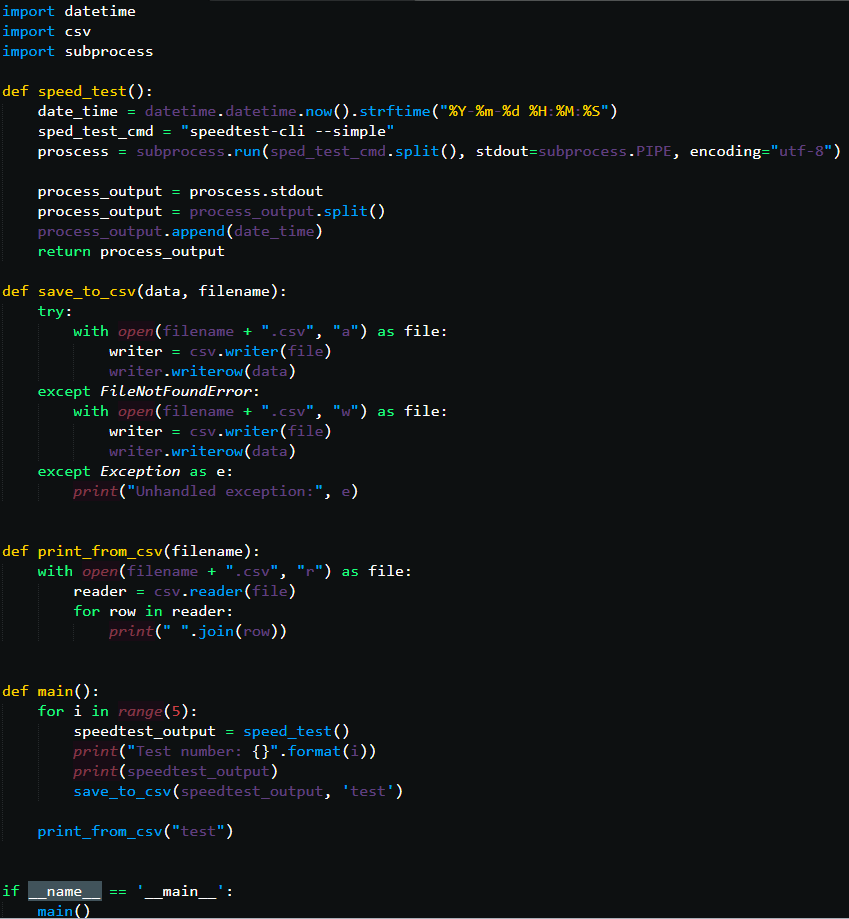 import datetime
import csv
import subprocess
def speed_test():
    date_time = datetime.datetime.now().strftime("%Y-%m-%d %H:%M:%S")
    sped_test_cmd = "speedtest-cli --simple"
    proscess = subprocess.run(sped_test_cmd.split(), stdout=subprocess.PIPE, encoding="utf-8")
    process_output = proscess.stdout
    process_output = process_output.split()
    process_output.append(date_time)
    return process_output
def save_to_csv(data, filename):
    try:
        with open(filename + ".csv", "a") as file:
            writer = csv.writer(file)
            writer.writerow(data)
    except FileNotFoundError:
        with open(filename + ".csv", "w") as file:
            writer = csv.writer(file)
            writer.writerow(data)
    except Exception as e:
        print("Unhandled exception:", e)
def print_from_csv(filename):
    with open(filename + ".csv", "r") as file:
        reader = csv.reader(file)
        for row in reader:
            print(" ".join(row))
def main():
    for i in range(5):
        speedtest_output = speed_test()
        print("Test number: {}".format(i))
        print(speedtest_output)
        save_to_csv(speedtest_output, 'test')
    print_from_csv("test")
if __name__ == '__main__':
    main()